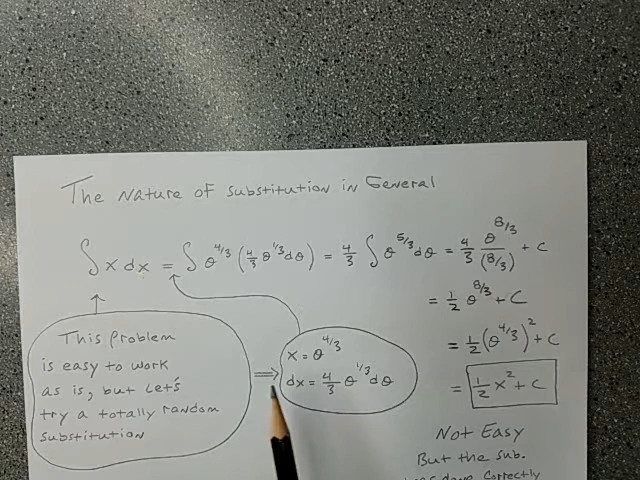 The Nature of Substitution in General
∫ x dx = ∫ θ^{4/3} (4/3 θ^{1/3} dθ) = 4/3 ∫ θ^{5/3} dθ = 4/3 θ^{8/3}/(8/3) + C
= 1/2 θ^{8/3} + C
= 1/2 (θ^{4/3})^2 + C
= 1/2 x^2 + C
This Problem
is easy to work
as is, but Let's
try a totally random
substitution
⇒
x = θ^{4/3}
dx = 4/3 θ^{1/3} dθ
Not Easy
But the sub.
done correctly